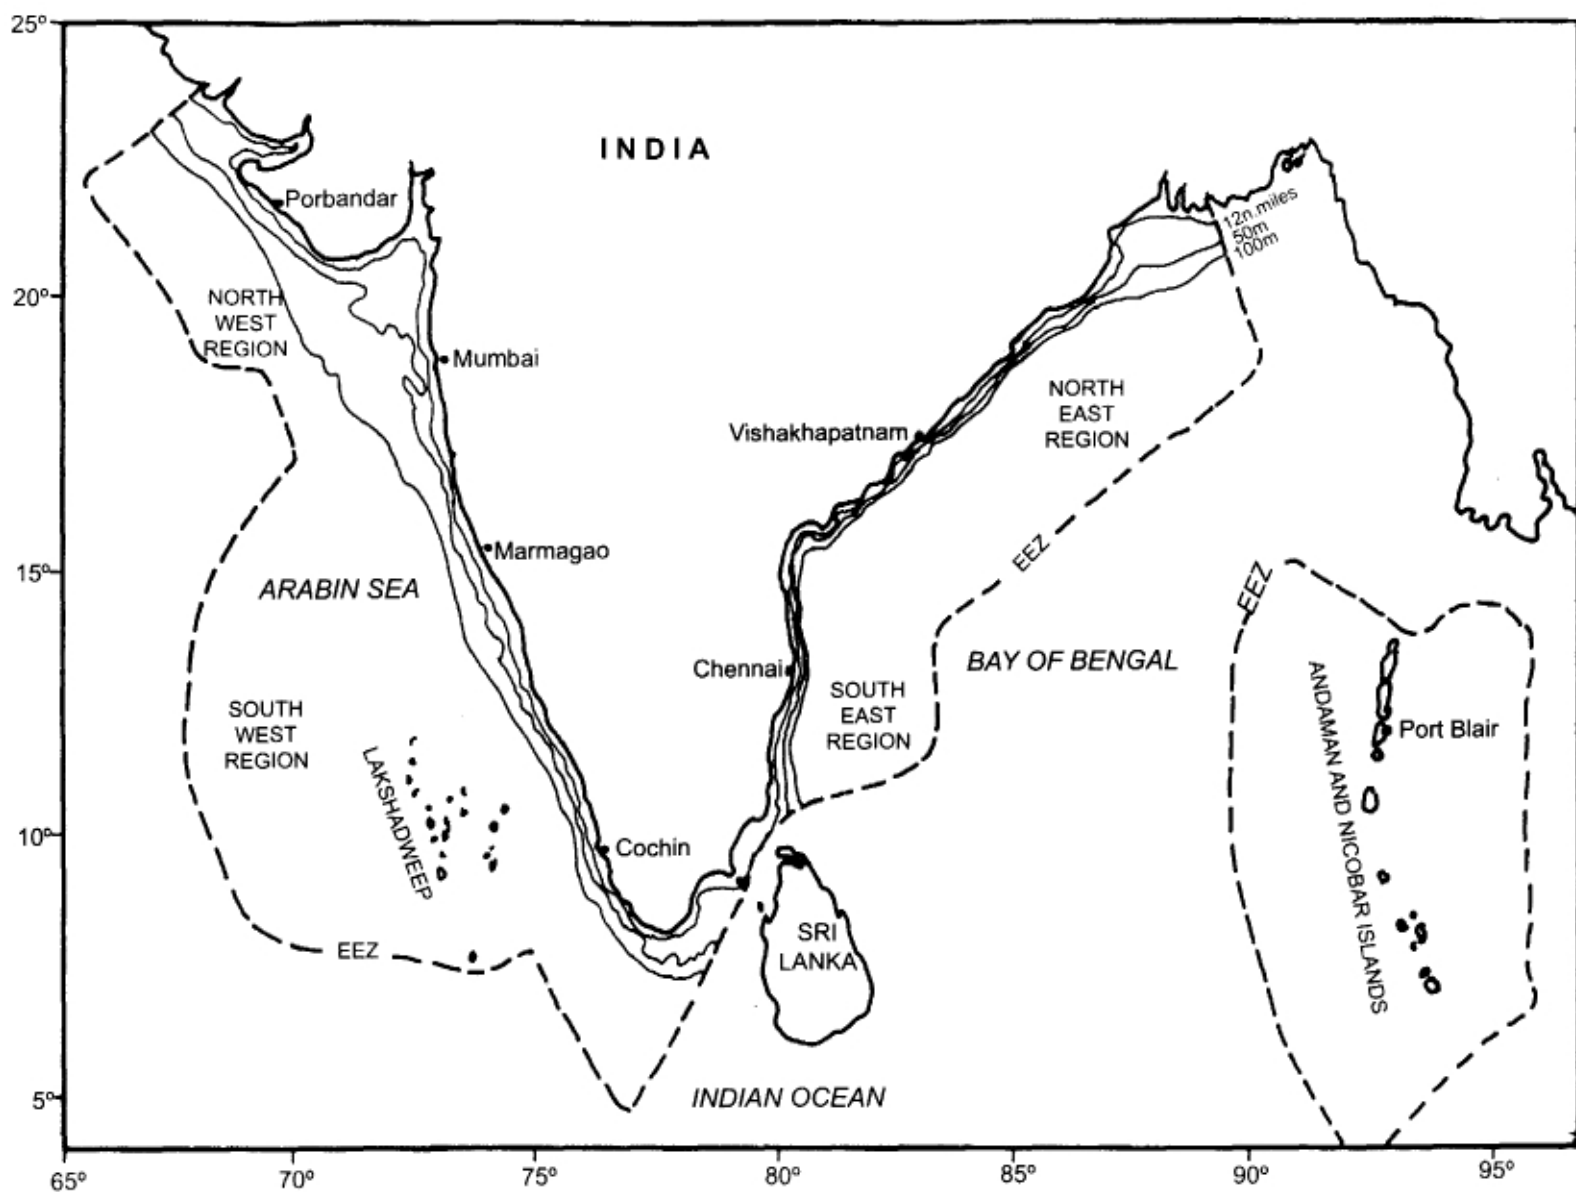 25°
20°
15°
10°
5°
65°
70°
75°
80°
85°
90°
95°
INDIA
Porbandar
12n.miles
50m
100m
NORTH
WEST
REGION
Mumbai
NORTH
EAST
REGION
Vishakhapatnam
Marmagao
EEZ
ARABIN SEA
EEZ
BAY OF BENGAL
Chennai
SOUTH
EAST
REGION
SOUTH
WEST
REGION
Port Blair
LAKSHADWEEP
ANDAMAN AND NICOBAR ISLANDS
Cochin
SRI
LANKA
EEZ
INDIAN OCEAN